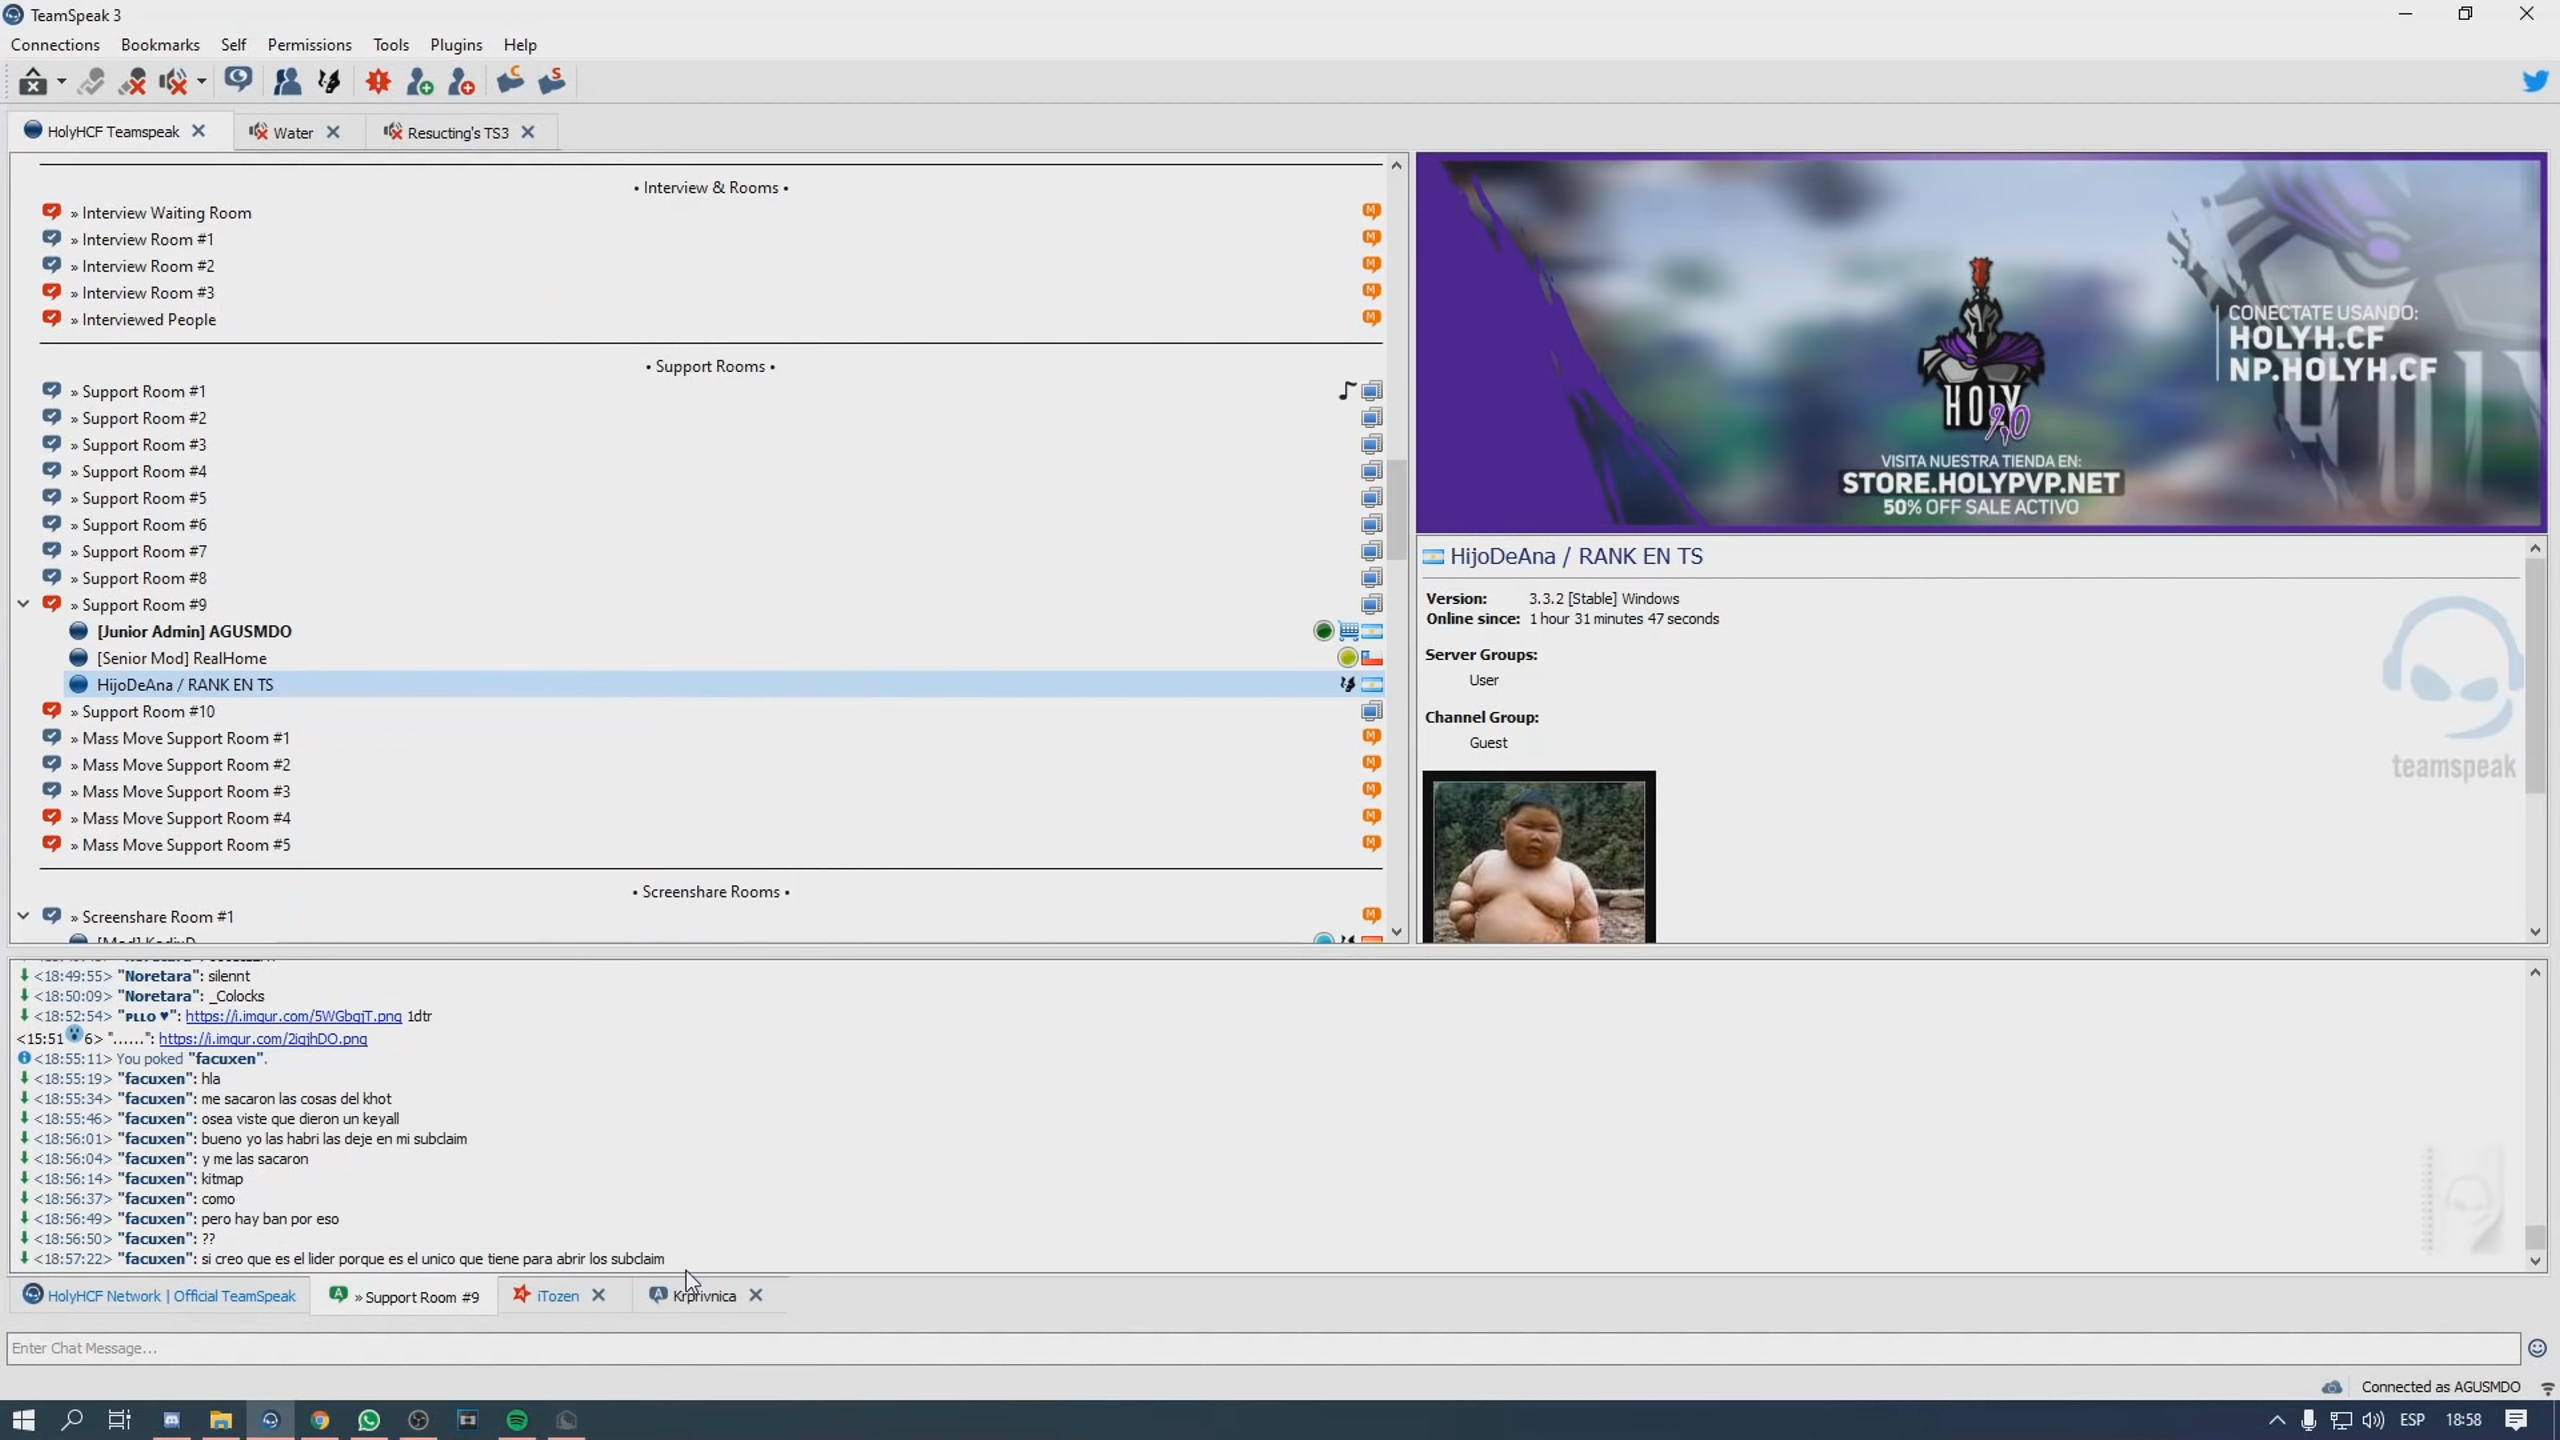 TeamSpeak 3
Connections Bookmarks Self Permissions Tools Plugins Help
HolyHCF Teamspeak Water Resucting's TS3
• Interview & Rooms •
» Interview Waiting Room
» Interview Room #1
» Interview Room #2
» Interview Room #3
» Interviewed People
• Support Rooms •
» Support Room #1
» Support Room #2
» Support Room #3
» Support Room #4
» Support Room #5
» Support Room #6
» Support Room #7
» Support Room #8
» Support Room #9
[Junior Admin] AGUSMDO
[Senior Mod] RealHome
HijoDeAna / RANK EN TS
» Support Room #10
» Mass Move Support Room #1
» Mass Move Support Room #2
» Mass Move Support Room #3
» Mass Move Support Room #4
» Mass Move Support Room #5
• Screenshare Rooms •
» Screenshare Room #1
CONECTATE USANDO:
HOLYH.CF
NP.HOLYH.CF
HOLY
VISITA NUESTRA TIENDA EN:
STORE.HOLYPVP.NET
50% OFF SALE ACTIVO
HijoDeAna / RANK EN TS
Version: 3.3.2 [Stable] Windows
Online since: 1 hour 31 minutes 47 seconds
Server Groups:
User
Channel Group:
Guest
teamspeak
<18:49:55> "Noretara": silennt
<18:50:09> "Noretara": _Colocks
<18:52:54> "ᴘʟʟᴏ ♥": https://i.imgur.com/5WGbqjT.png 1dtr
<15:51 6> "......": https://i.imgur.com/2iqjhDO.png
<18:55:11> You poked "facuxen".
<18:55:19> "facuxen": hla
<18:55:34> "facuxen": me sacaron las cosas del khot
<18:55:46> "facuxen": osea viste que dieron un keyall
<18:56:01> "facuxen": bueno yo las habri las deje en mi subclaim
<18:56:04> "facuxen": y me las sacaron
<18:56:14> "facuxen": kitmap
<18:56:37> "facuxen": como
<18:56:49> "facuxen": pero hay ban por eso
<18:56:50> "facuxen": ??
<18:57:22> "facuxen": si creo que es el lider porque es el unico que tiene para abrir los subclaim
HolyHCF Network | Official TeamSpeak » Support Room #9 iTozen Krprivnica
Enter Chat Message...
Connected as AGUSMDO
ESP 18:58